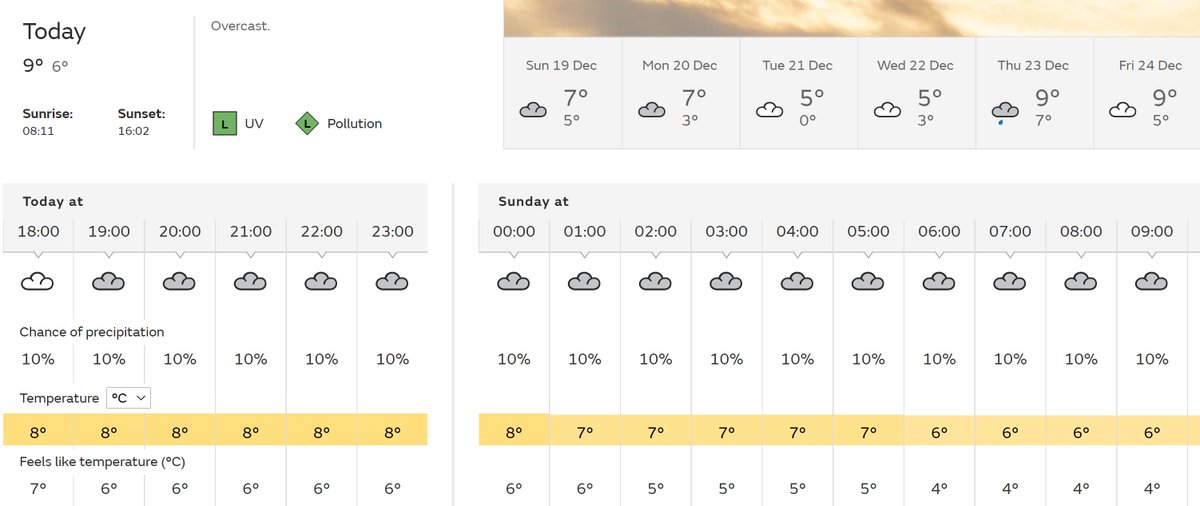 Today
9° 6°
Sunrise: Sunset:
08:11 16:02
Overcast.
L UV L Pollution
Sun 19 Dec Mon 20 Dec Tue 21 Dec Wed 22 Dec Thu 23 Dec Fri 24 Dec
7° 7° 5° 5° 9° 9°
5° 3° 0° 3° 7° 5°
Today at
18:00 19:00 20:00 21:00 22:00 23:00
Chance of precipitation
10% 10% 10% 10% 10% 10%
Temperature °C
8° 8° 8° 8° 8° 8°
Feels like temperature (°C)
7° 6° 6° 6° 6° 6°
Sunday at
00:00 01:00 02:00 03:00 04:00 05:00 06:00 07:00 08:00 09:00
10% 10% 10% 10% 10% 10% 10% 10% 10% 10%
8° 7° 7° 7° 7° 7° 6° 6° 6° 6°
6° 6° 5° 5° 5° 5° 4° 4° 4° 4°